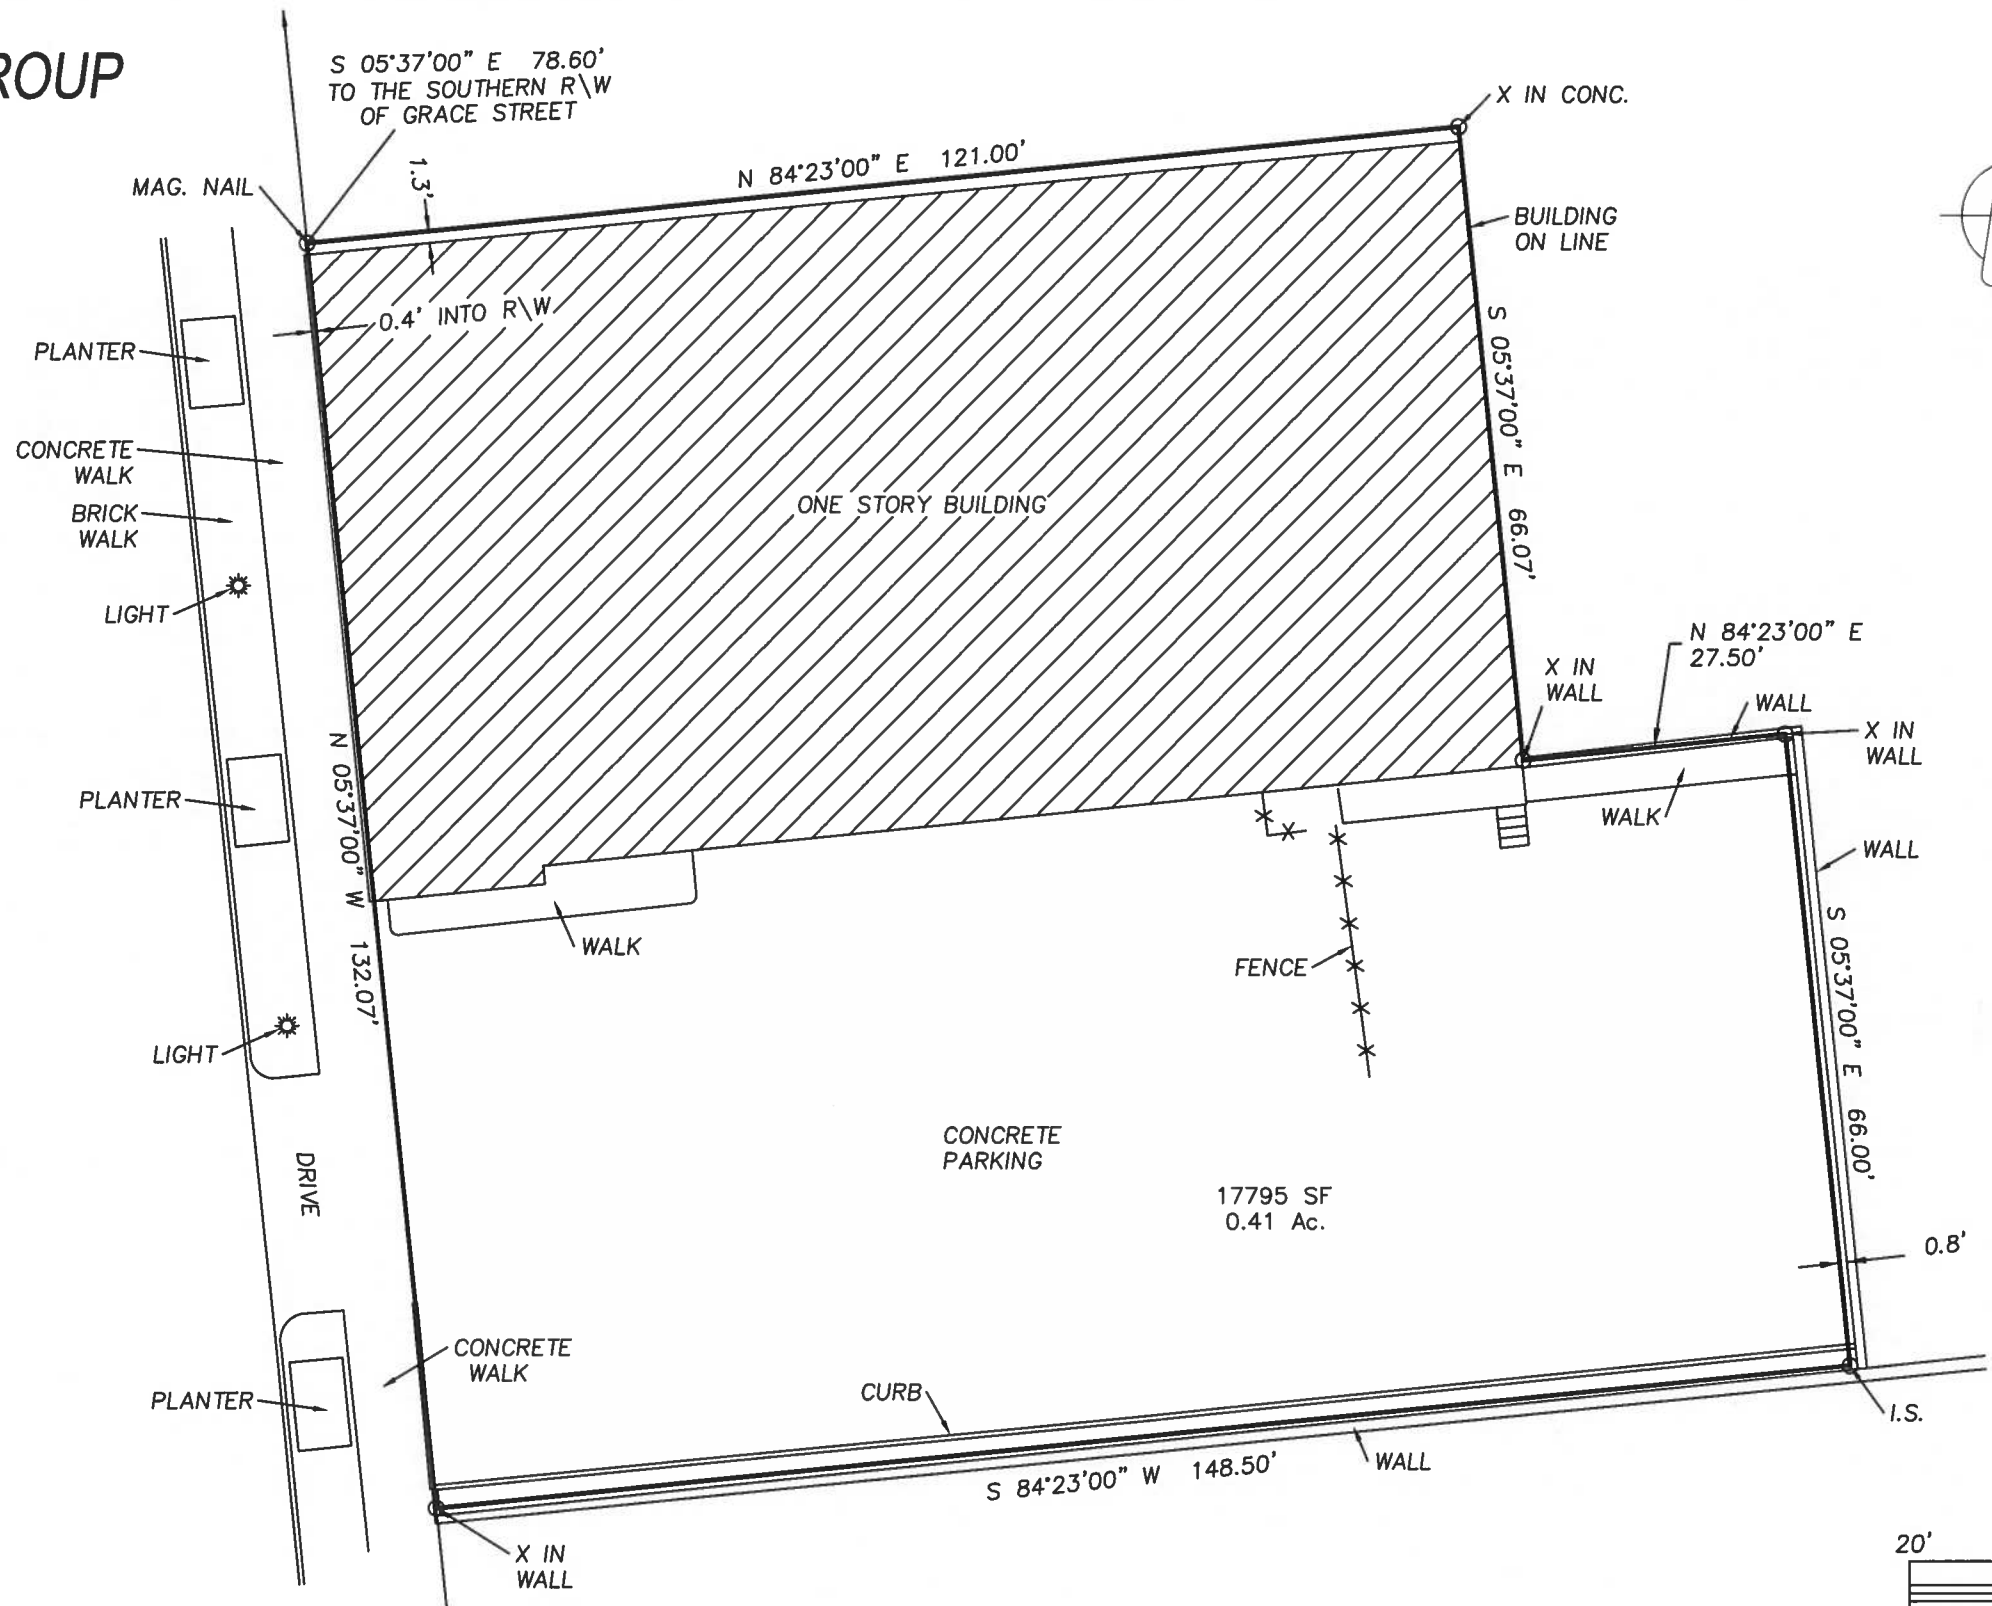 ROUP
S 05°37'00" E 78.60'
TO THE SOUTHERN R\W
OF GRACE STREET
X IN CONC.
1.3'
N 84°23'00" E 121.00'
MAG. NAIL
BUILDING
ON LINE
0.4' INTO R\W
PLANTER
S 05°37'00" E 66.07'
CONCRETE
WALK
BRICK
WALK
ONE STORY BUILDING
LIGHT
N 84°23'00" E
27.50'
X IN
WALL
WALL
X IN
WALL
N 05°37'00" W 132.07'
PLANTER
WALK
WALL
WALK
FENCE
S 05°37'00" E 66.00'
LIGHT
CONCRETE
PARKING
DRIVE
17795 SF
0.41 Ac.
0.8'
CONCRETE
WALK
PLANTER
CURB
I.S.
S 84°23'00" W 148.50'
WALL
X IN
WALL
20'